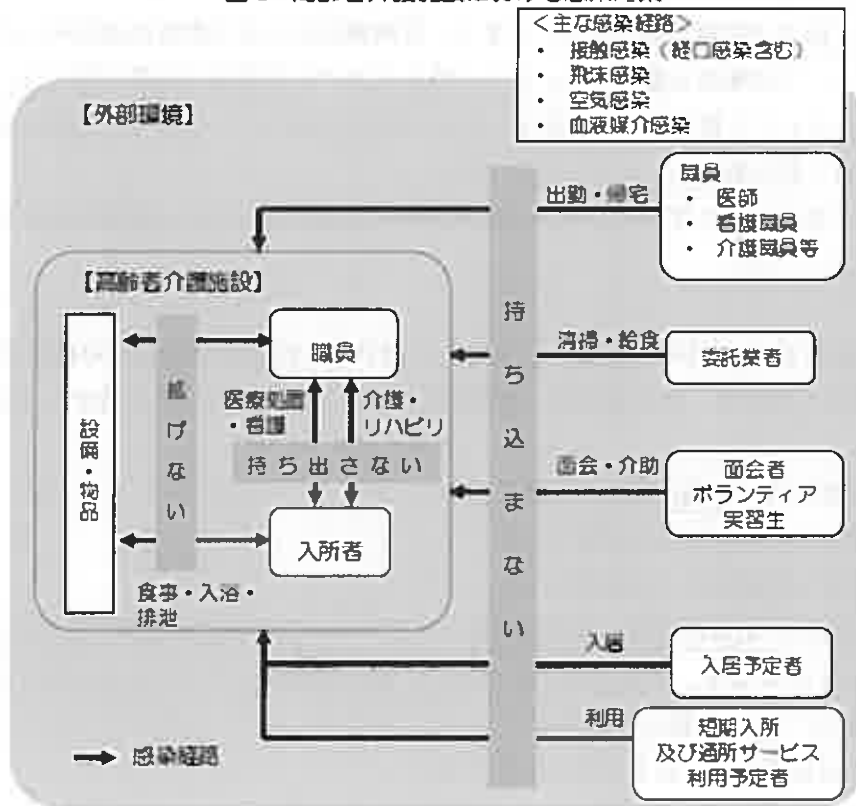 <主な感染経路>
・ 接触感染(経口感染含む)
・ 飛沫感染
・ 空気感染
・ 血液媒介感染
【外部環境】
職員
・ 医師
・ 看護職員
・ 介護職員等
出勤・帰宅
【高齢者介護施設】
職員
設備・物品
拡げない
医療処置
・看護
介護・
リハビリ
持ち出さない
入所者
食事・入浴・
排泄
持ち込まない
清掃・給食
委託業者
面会・介助
面会者
ボランティア
実習生
入居
入居予定者
利用
短期入所
及び通所サービス
利用予定者
感染経路